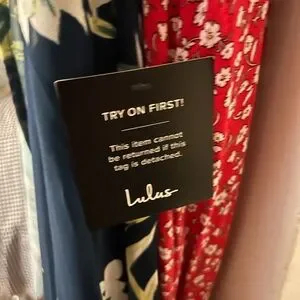 TRY ON FIRST!
This item cannot
be returned if this
tag is detached.
Lulus